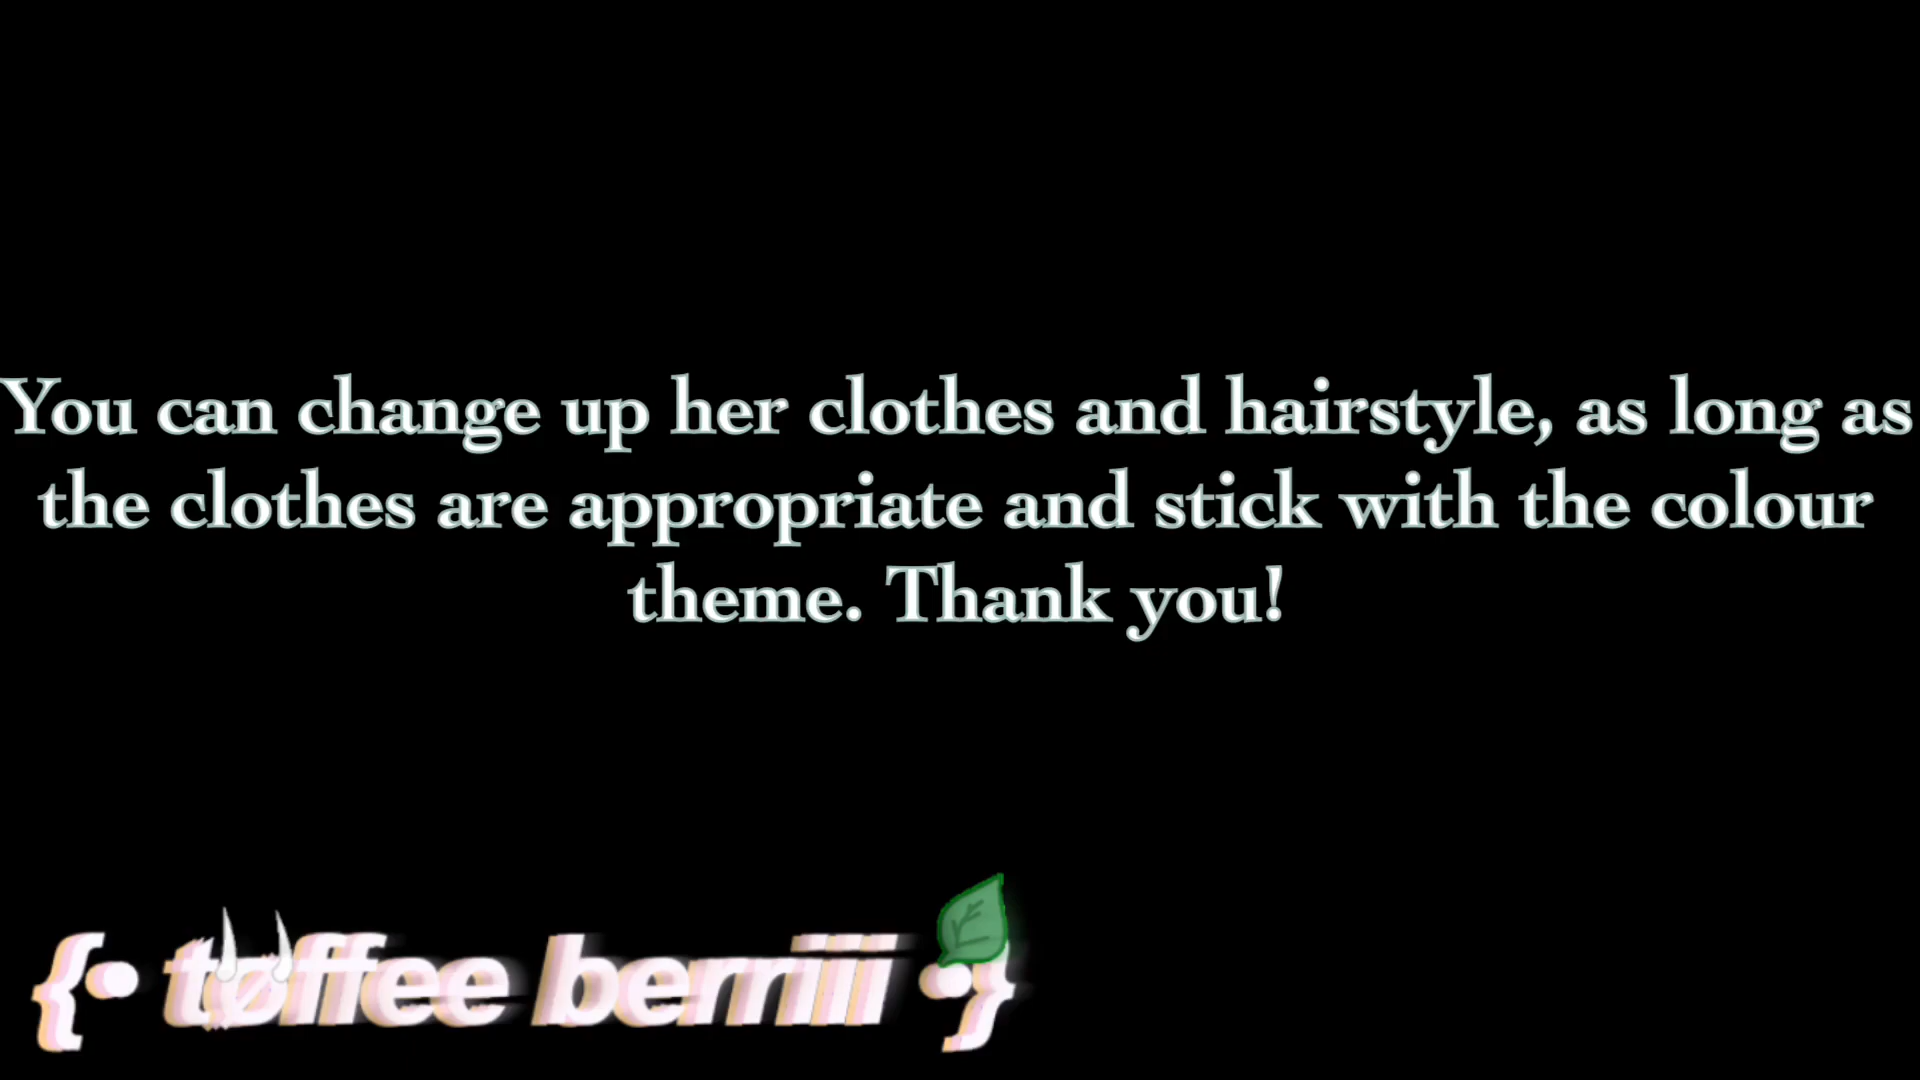 You can change up her clothes and hairstyle, as long as
the clothes are appropriate and stick with the colour
theme. Thank you!
{• tøffee berriii •}